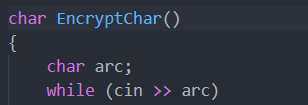 char EncryptChar()
{
    char arc;
    while (cin >> arc)